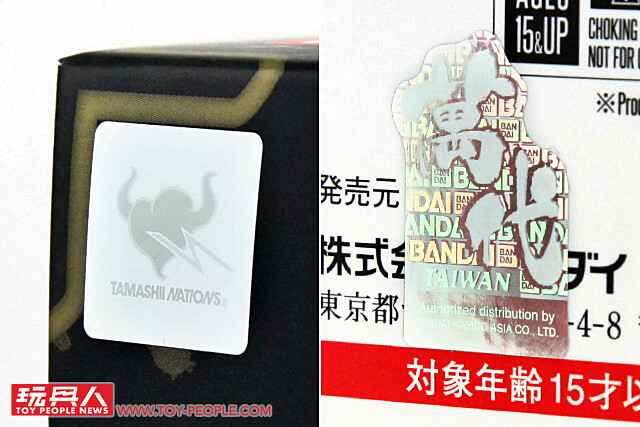 TAMASHII NATIONS
玩具人
TOY PEOPLE NEWS
WWW.TOY-PEOPLE.COM
AGES
15&UP
CHOKING
NOT FOR
※Pro
発売元
株式会
ダイ
東京都
-4-8
萬代
BANDAI
TAIWAN
Authorized distribution by
BANDAI NAMCO ASIA CO., LTD.
対象年齢 15才以